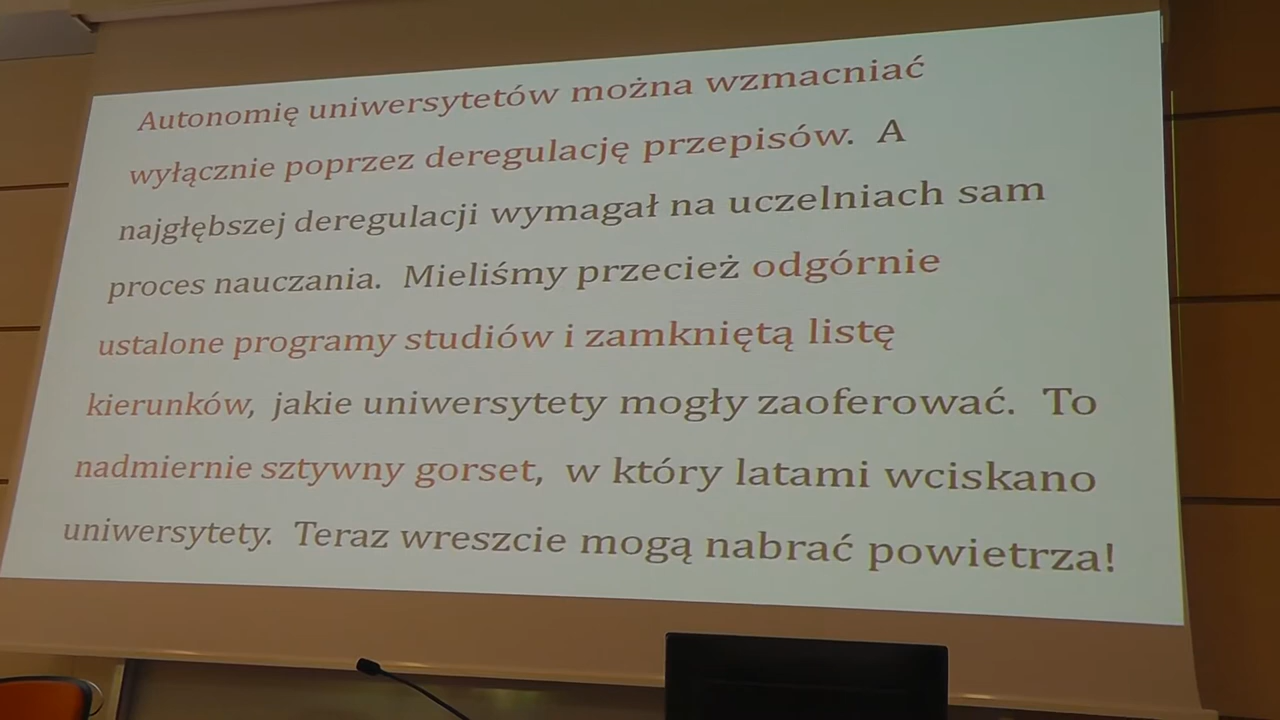 Autonomię uniwersytetów można wzmacniać
wyłącznie poprzez deregulację przepisów. A
najgłębszej deregulacji wymagał na uczelniach sam
proces nauczania. Mieliśmy przecież odgórnie
ustalone programy studiów i zamkniętą listę
kierunków, jakie uniwersytety mogły zaoferować. To
nadmiernie sztywny gorset, w który latami wciskano
uniwersytety. Teraz wreszcie mogą nabrać powietrza!